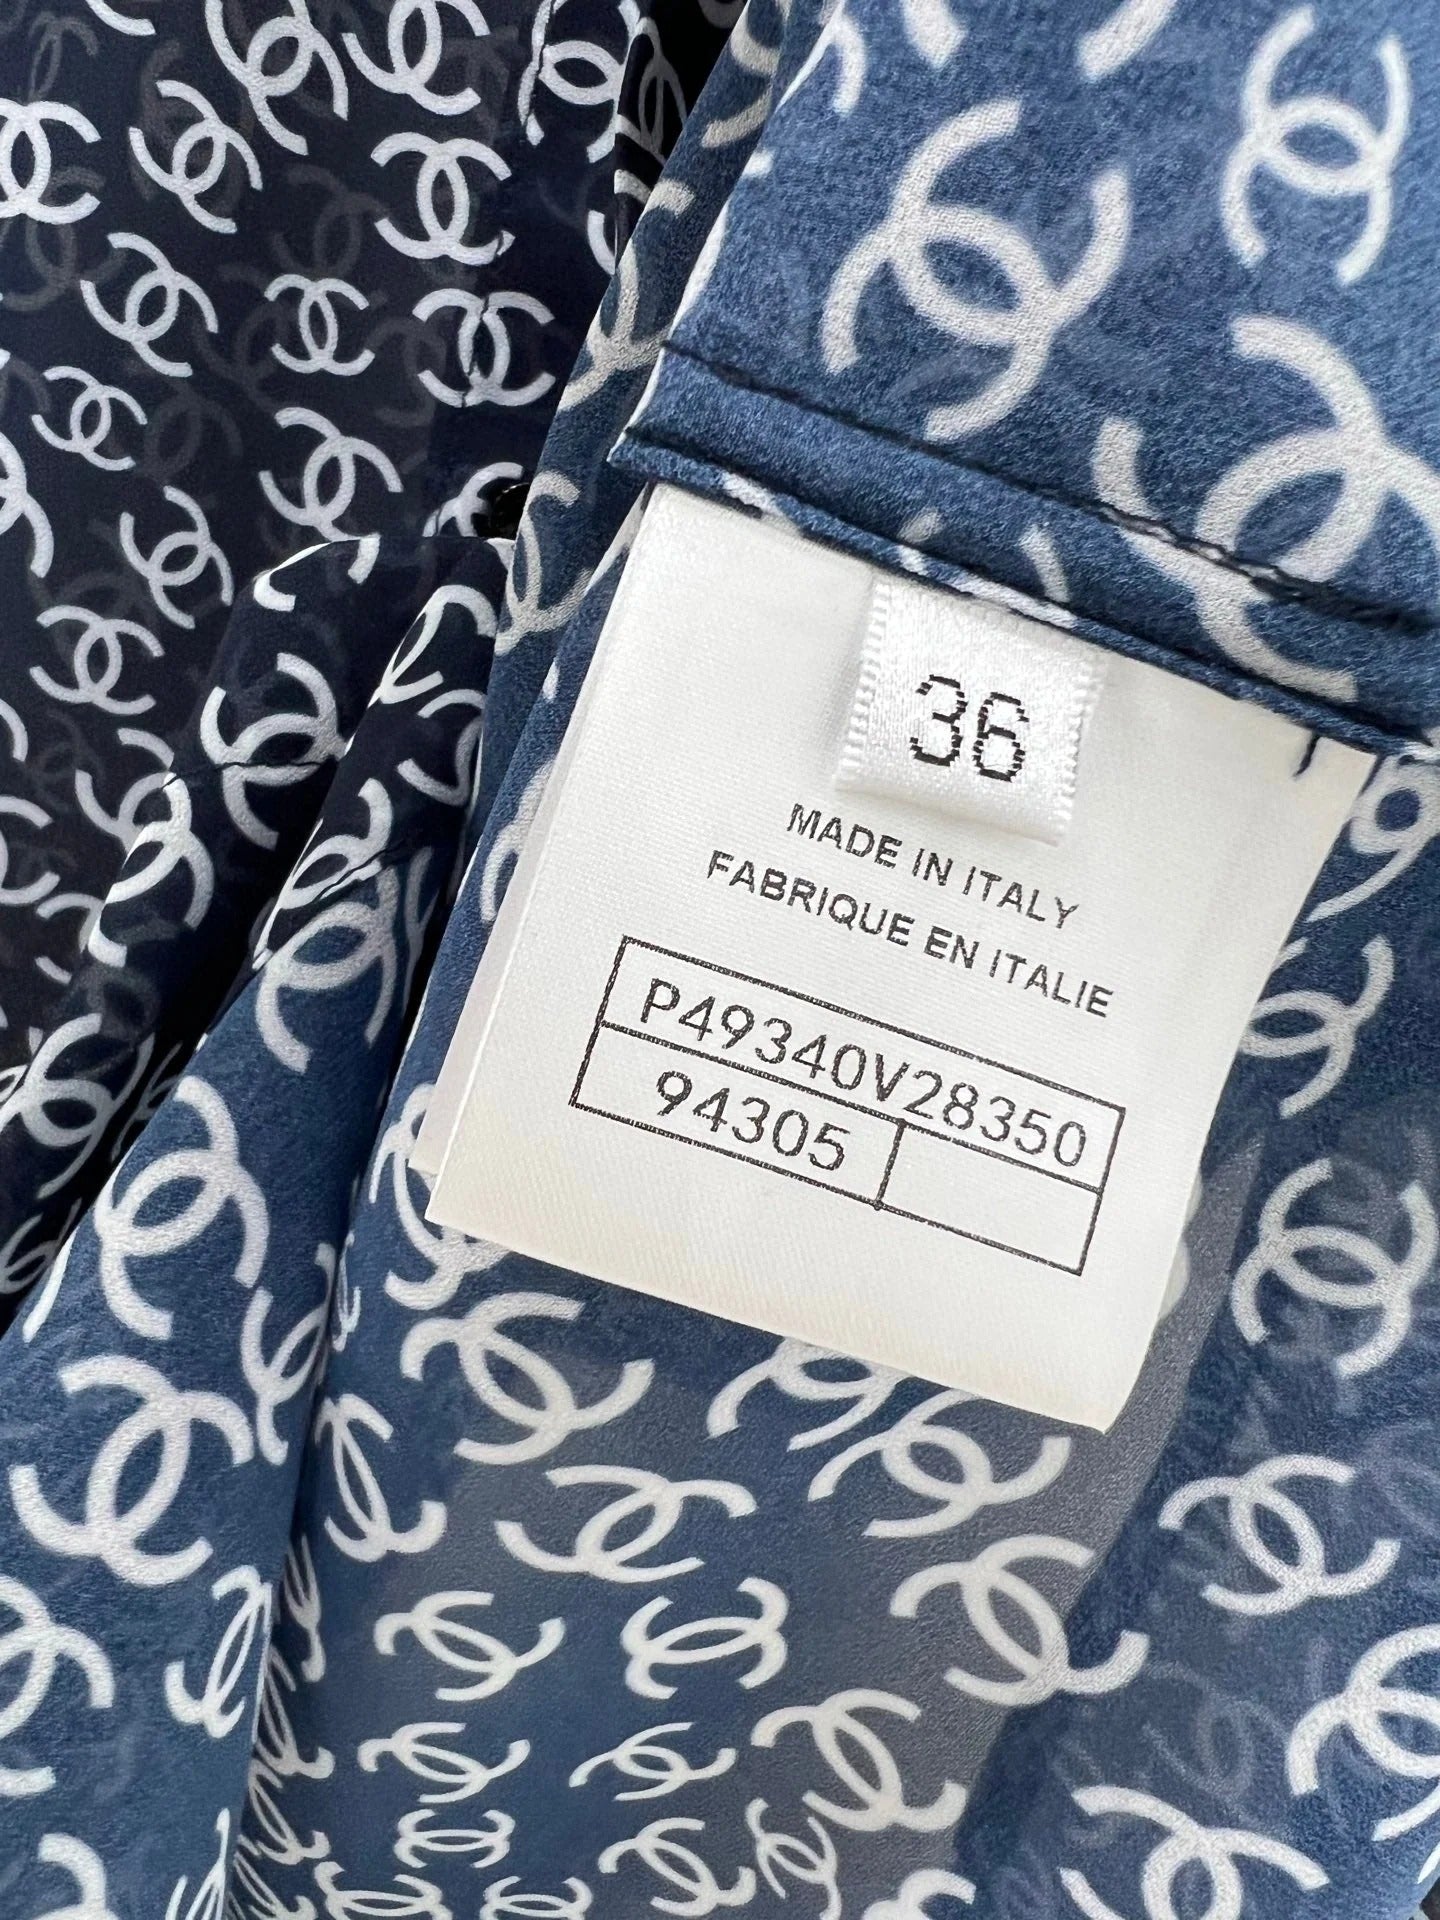 36
MADE IN ITALY
FABRIQUE EN ITALIE
P49340V28350
94305